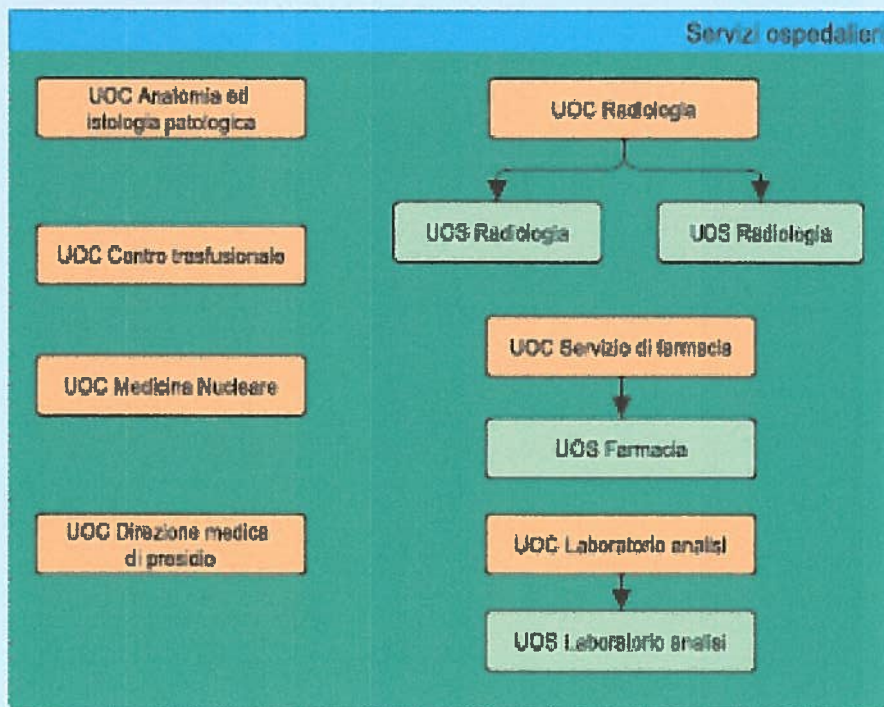 Servizi ospedalieri
UOC Anatomia ed
istologia patologica
UOC Centro trasfusionale
UOC Medicina Nucleare
UOC Direzione medica
di presidio
UOC Radiologia
UOS Radiologia
UOS Radiologia
UOC Servizio di farmacia
UOS Farmacia
UOC Laboratorio analisi
UOS Laboratorio analisi